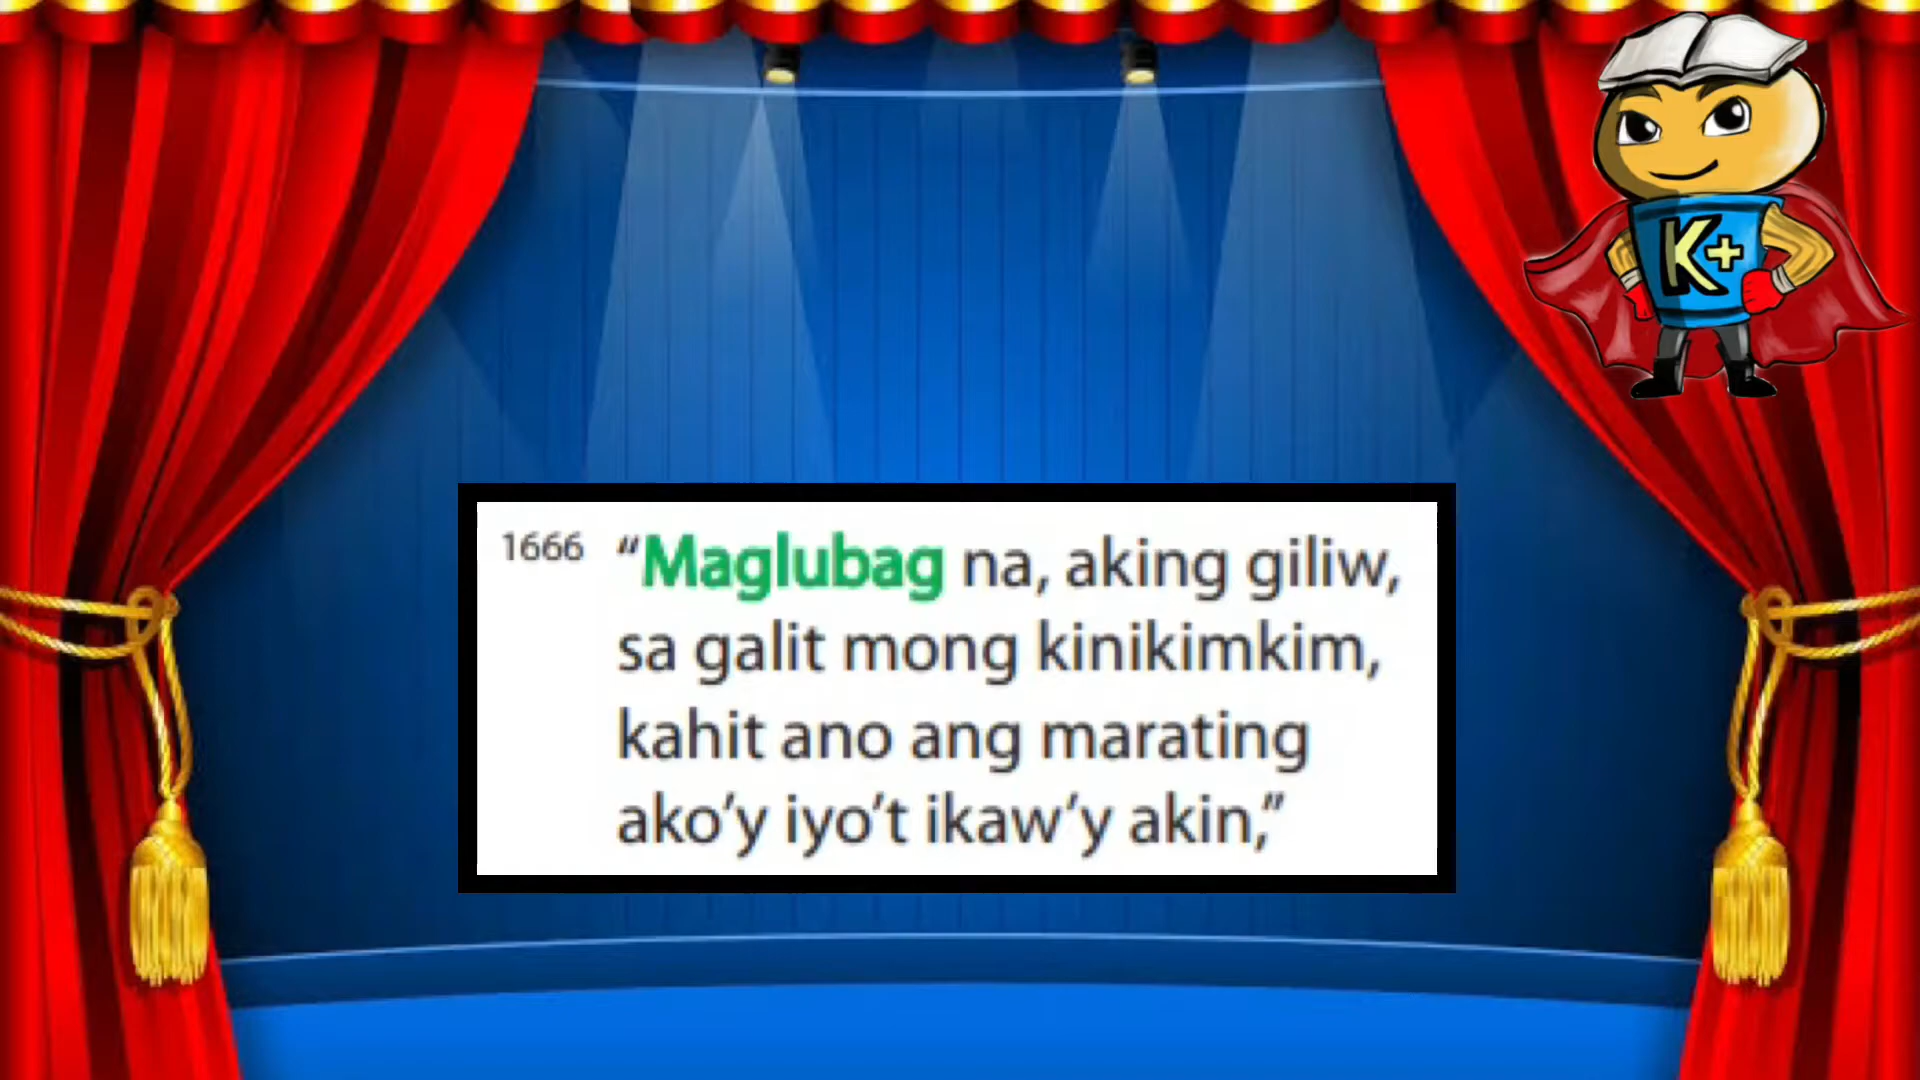 K+
1666 “Maglubag na, aking giliw,
sa galit mong kinikimkim,
kahit ano ang marating
ako’y iyo’t ikaw’y akin,”